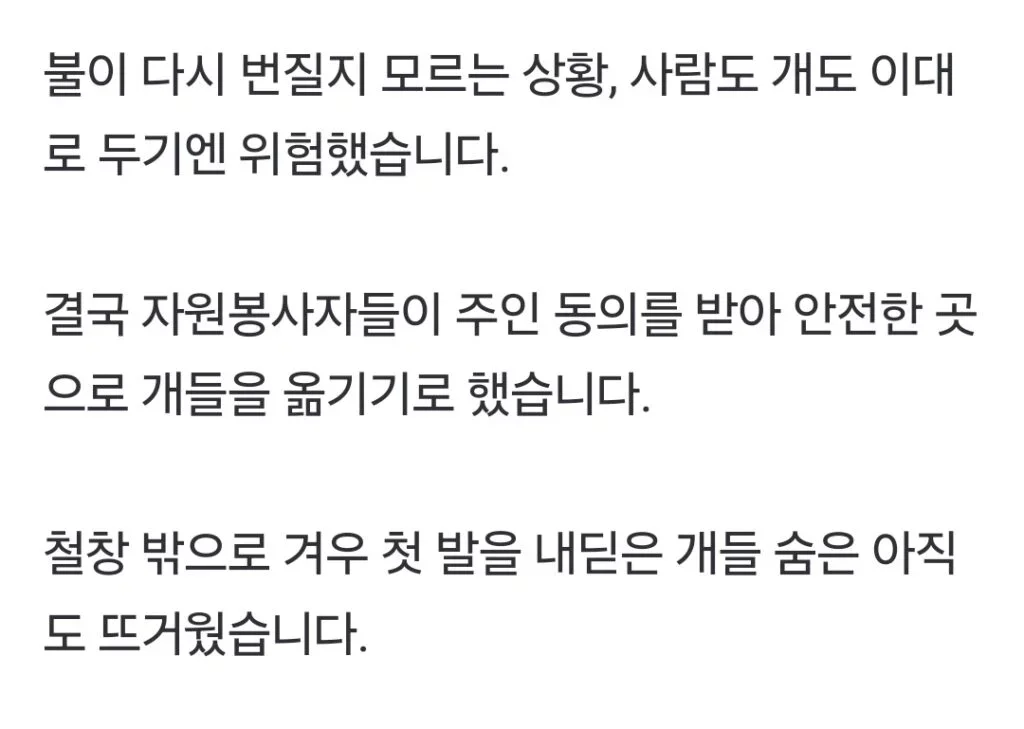 불이 다시 번질지 모르는 상황, 사람도 개도 이대
로 두기엔 위험했습니다.
결국 자원봉사자들이 주인 동의를 받아 안전한 곳
으로 개들을 옮기기로 했습니다.
철창 밖으로 겨우 첫 발을 내딛은 개들 숨은 아직
도 뜨거웠습니다.